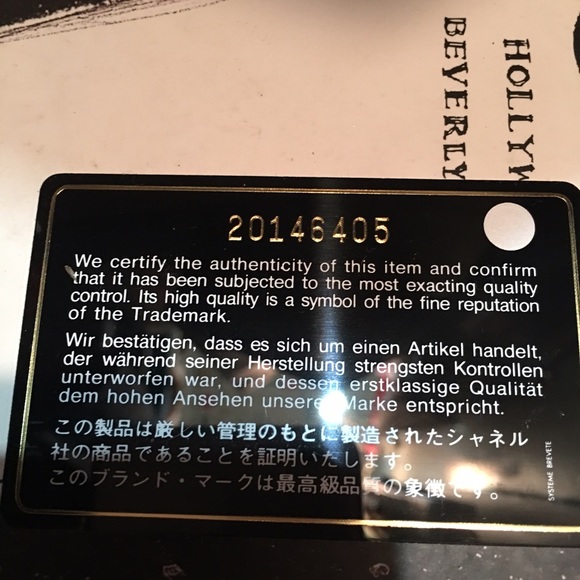 HOLLYW
BEVERLY
20146405
We certify the authenticity of this item and confirm
that it has been subjected to the most exacting quality
control. Its high quality is a symbol of the fine reputation
of the Trademark.
Wir bestätigen, dass es sich um einen Artikel handelt,
der während seiner Herstellung strengsten Kontrollen
unterworfen war, und dessen erstklassige Qualität
dem hohen Ansehen unserer Marke entspricht.
この製品は厳しい管理のもとに製造されたシャネル
社の商品であることを証明いたします。
このブランド・マークは最高級品質の象徴です。
SYSTEME BREVETE